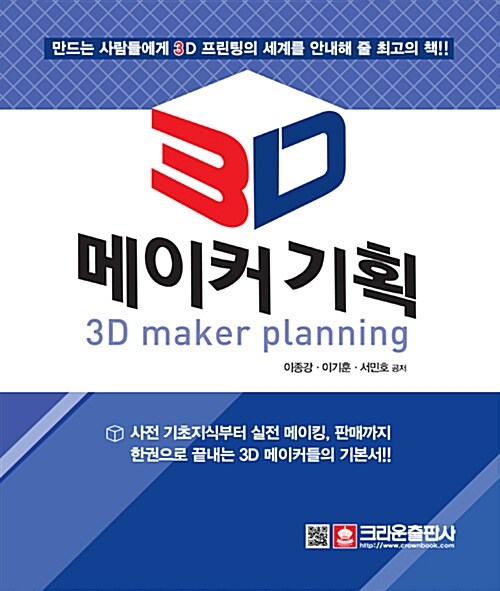 만드는 사람들에게 3D 프린팅의 세계를 안내해 줄 최고의 책!!
3D
메이커 기획
3D maker planning
이종강 · 이기훈 · 서민호 공저
사전 기초지식부터 실전 메이킹, 판매까지
한권으로 끝내는 3D 메이커들의 기본서!!
크라운출판사
http://www.crownbook.com